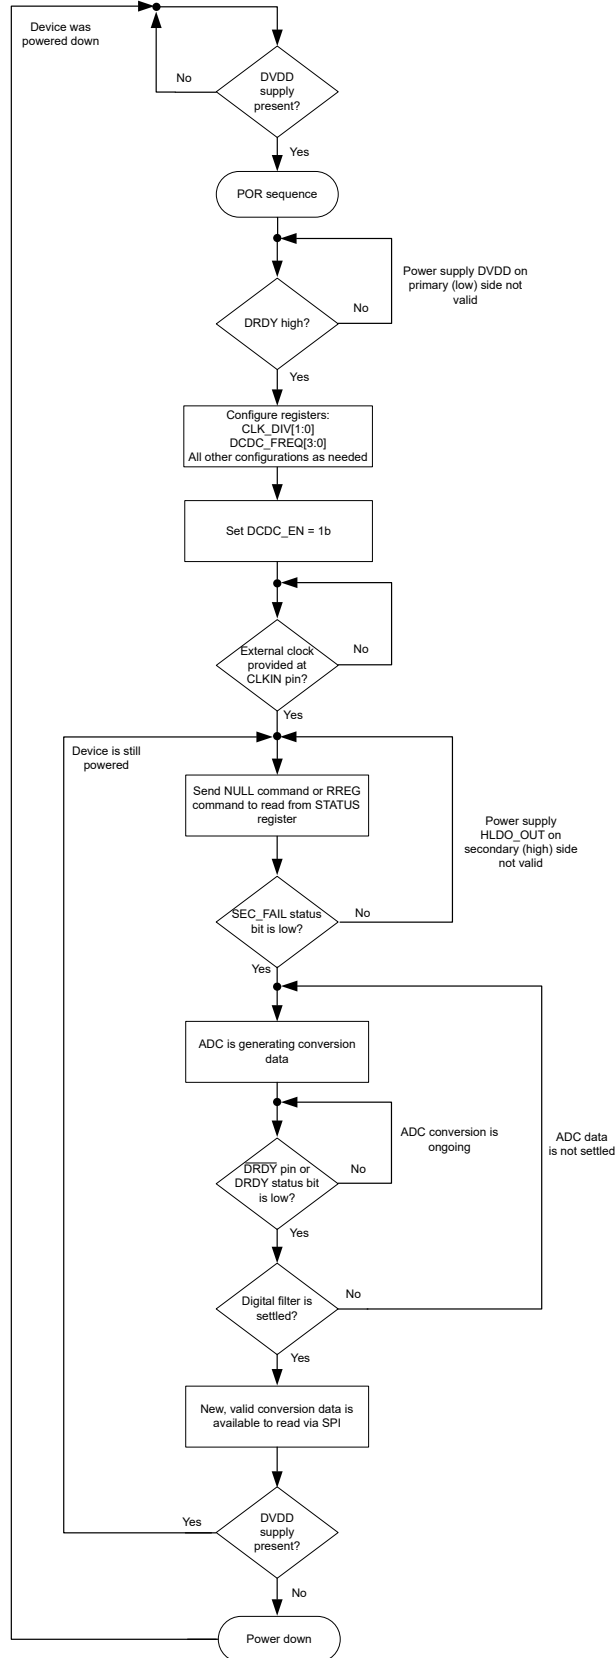 Device was
powered down
No
DVDD
supply
present?
Yes
POR sequence
Power supply DVDD on
primary (low) side not
valid
No
DRDY high?
Yes
Configure registers:
CLK_DIV[1:0]
DCDC_FREQ[3:0]
All other configurations as needed
Set DCDC_EN = 1b
External clock
provided at
CLKIN pin?
No
Yes
Device is still
powered
Send NULL command or RREG
command to read from STATUS
register
Power supply
HLDO_OUT on
secondary (high) side
not valid
SEC_FAIL status
bit is low?
No
Yes
ADC is generating conversion
data
ADC conversion is
ongoing
ADC data
is not settled
DRDY pin or
DRDY status bit
is low?
No
Yes
Digital filter is
settled?
No
Yes
New, valid conversion data is
available to read via SPI
Yes
DVDD
supply
present?
No
Power down